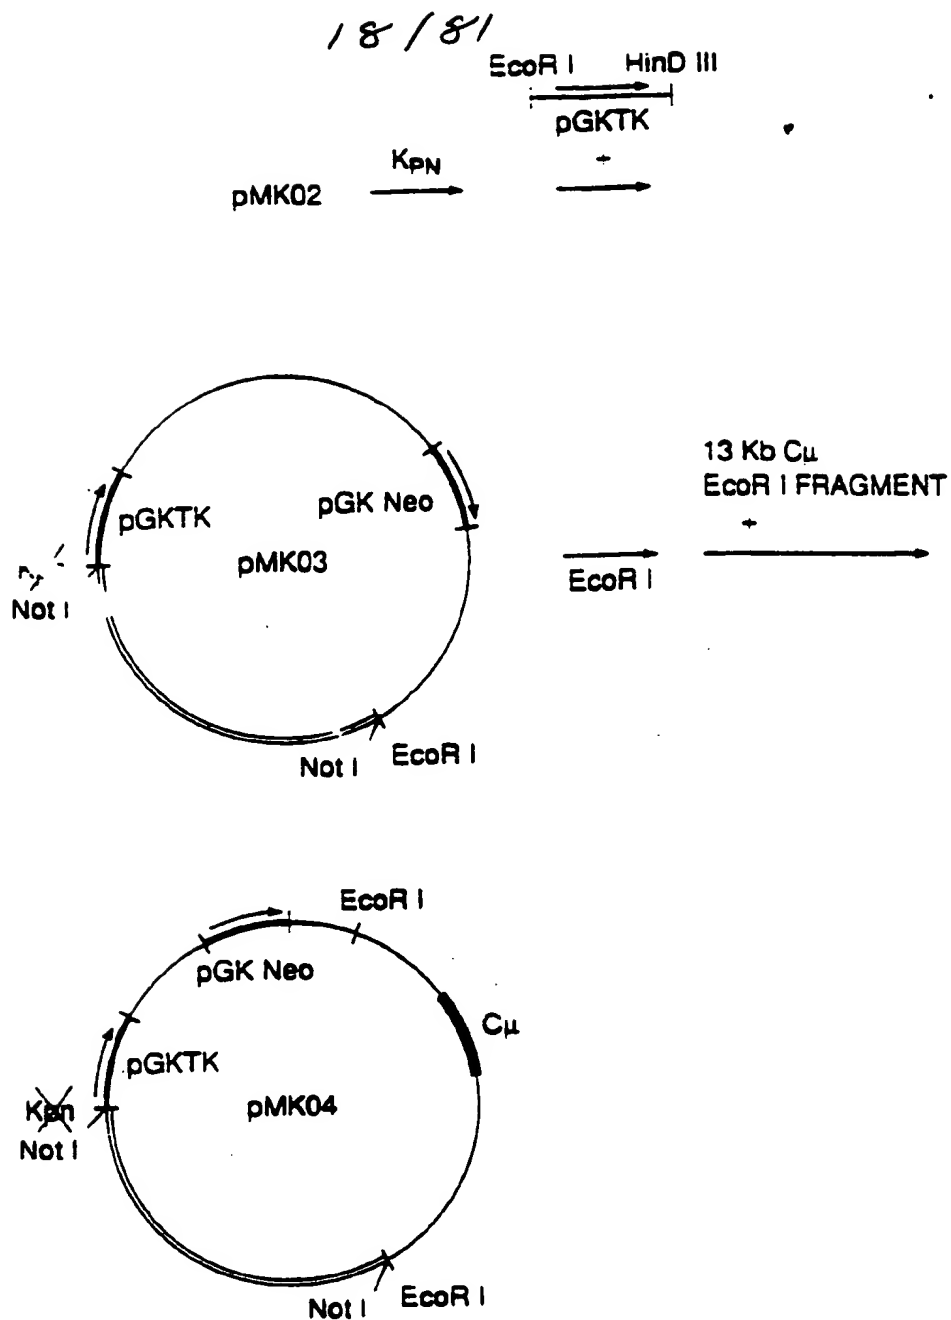 18/81
EcoR I HinD III
pGKTK
+
pMK02 KPN
pGKTK
pGK Neo
pMK03
Not I
Not I
EcoR I
EcoR I
13 Kb Cμ
EcoR I FRAGMENT
+
EcoR I
pGK Neo
Cμ
pGKTK
Kpn
Not I
pMK04
Not I
EcoR I